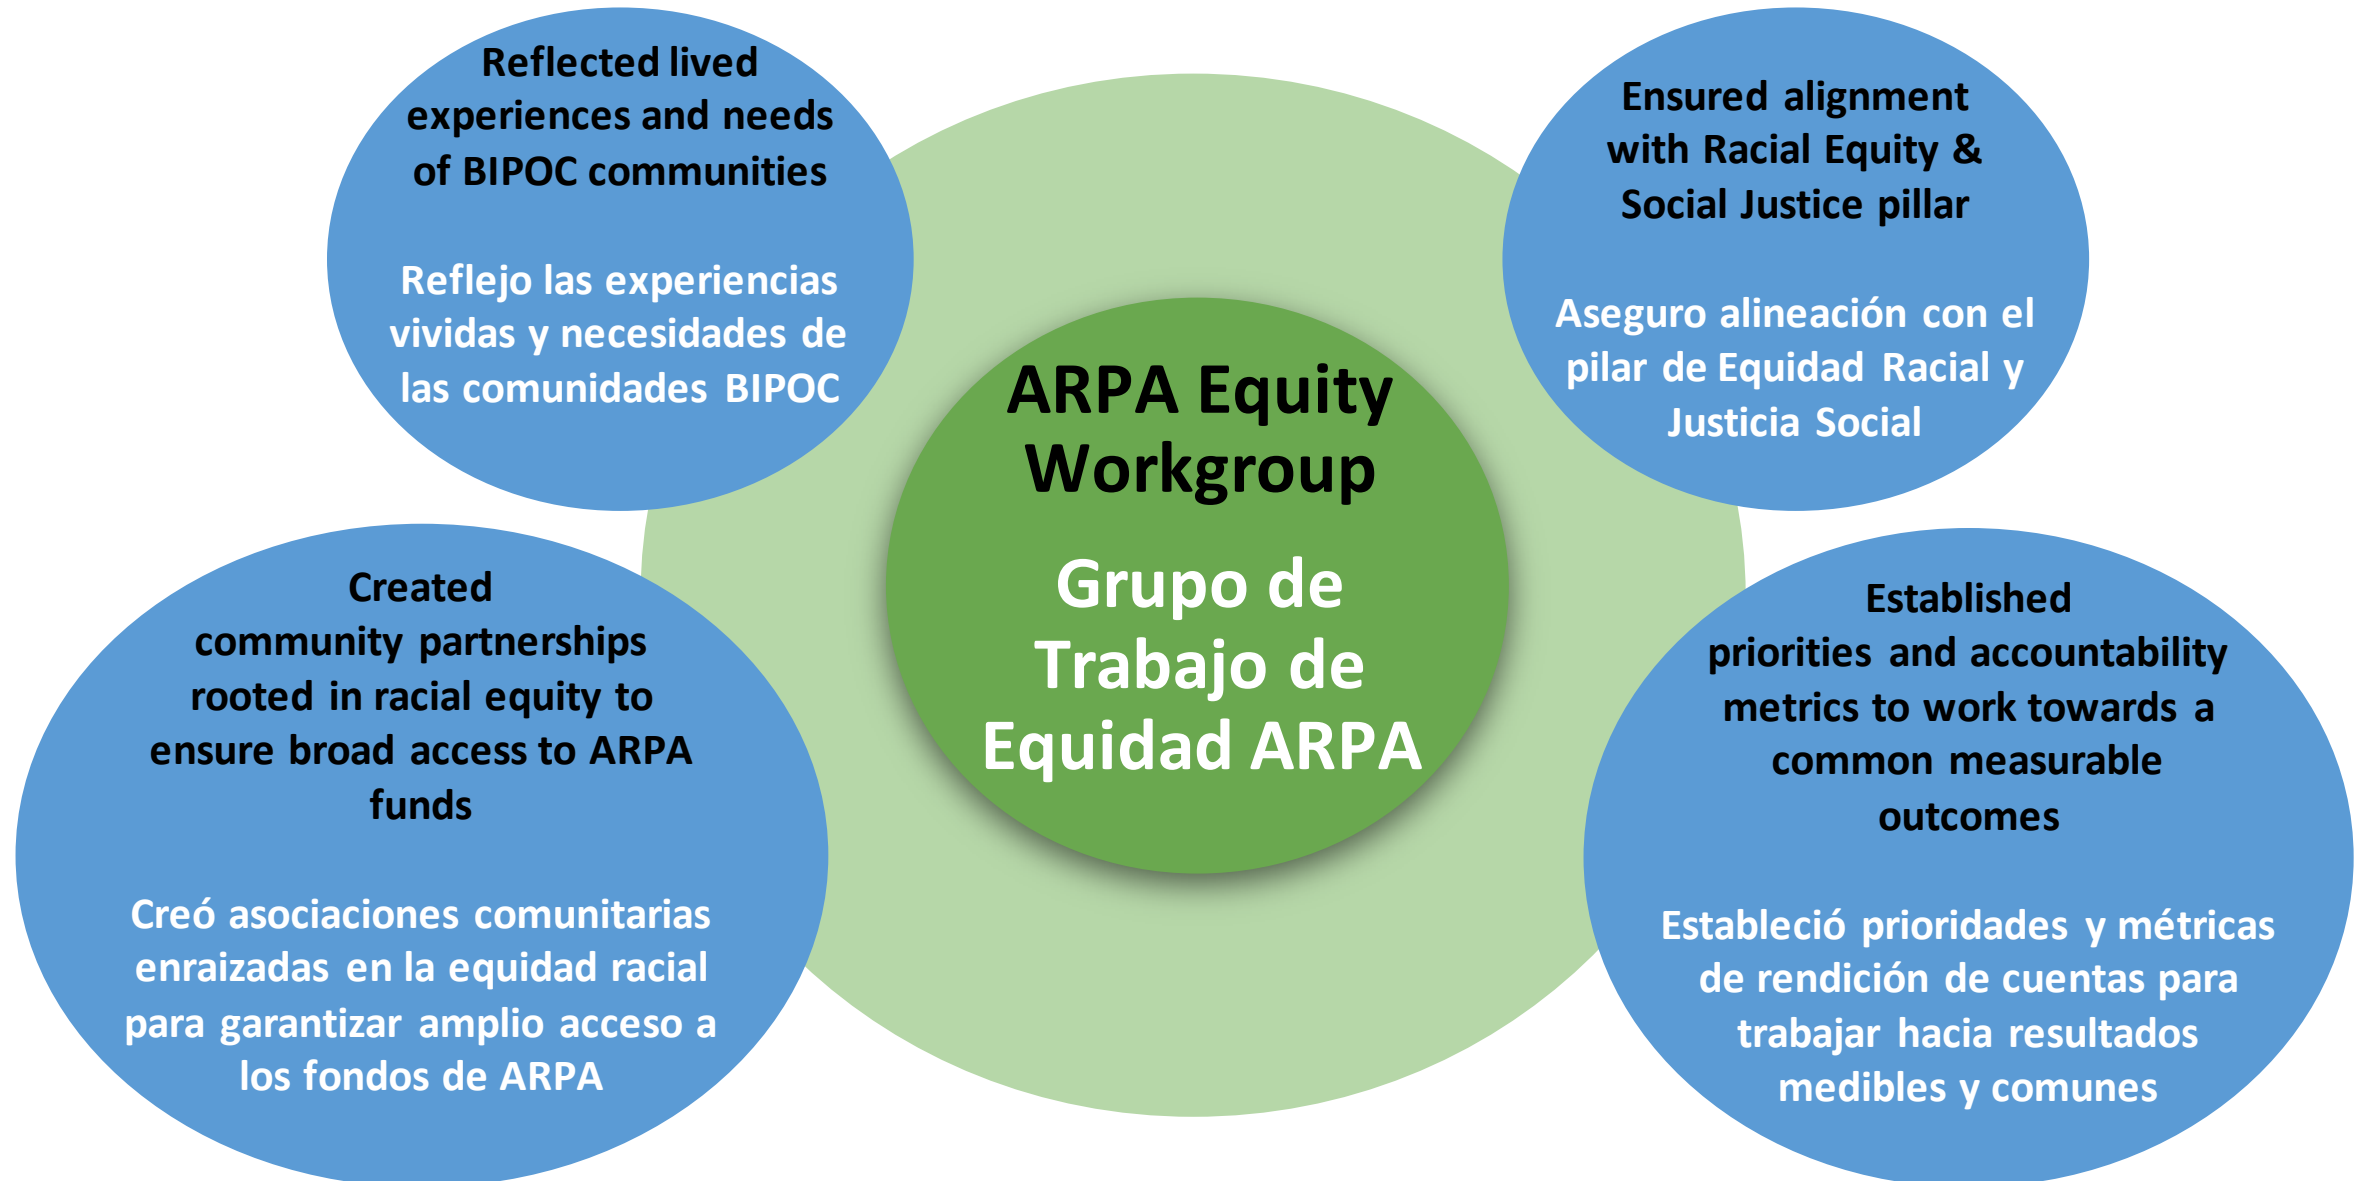 Reflected lived
experiences and needs
of BIPOC communities
Reflejo las experiencias
vividas y necesidades de
las comunidades BIPOC
Ensured alignment
with Racial Equity &
Social Justice pillar
Aseguro alineación con el
pilar de Equidad Racial y
Justicia Social
ARPA Equity
Workgroup
Grupo de
Trabajo de
Equidad ARPA
Created
community partnerships
rooted in racial equity to
ensure broad access to ARPA
funds
Creó asociaciones comunitarias
enraizadas en la equidad racial
para garantizar amplio acceso a
los fondos de ARPA
Established
priorities and accountability
metrics to work towards a
common measurable
outcomes
Estableció prioridades y métricas
de rendición de cuentas para
trabajar hacia resultados
medibles y comunes